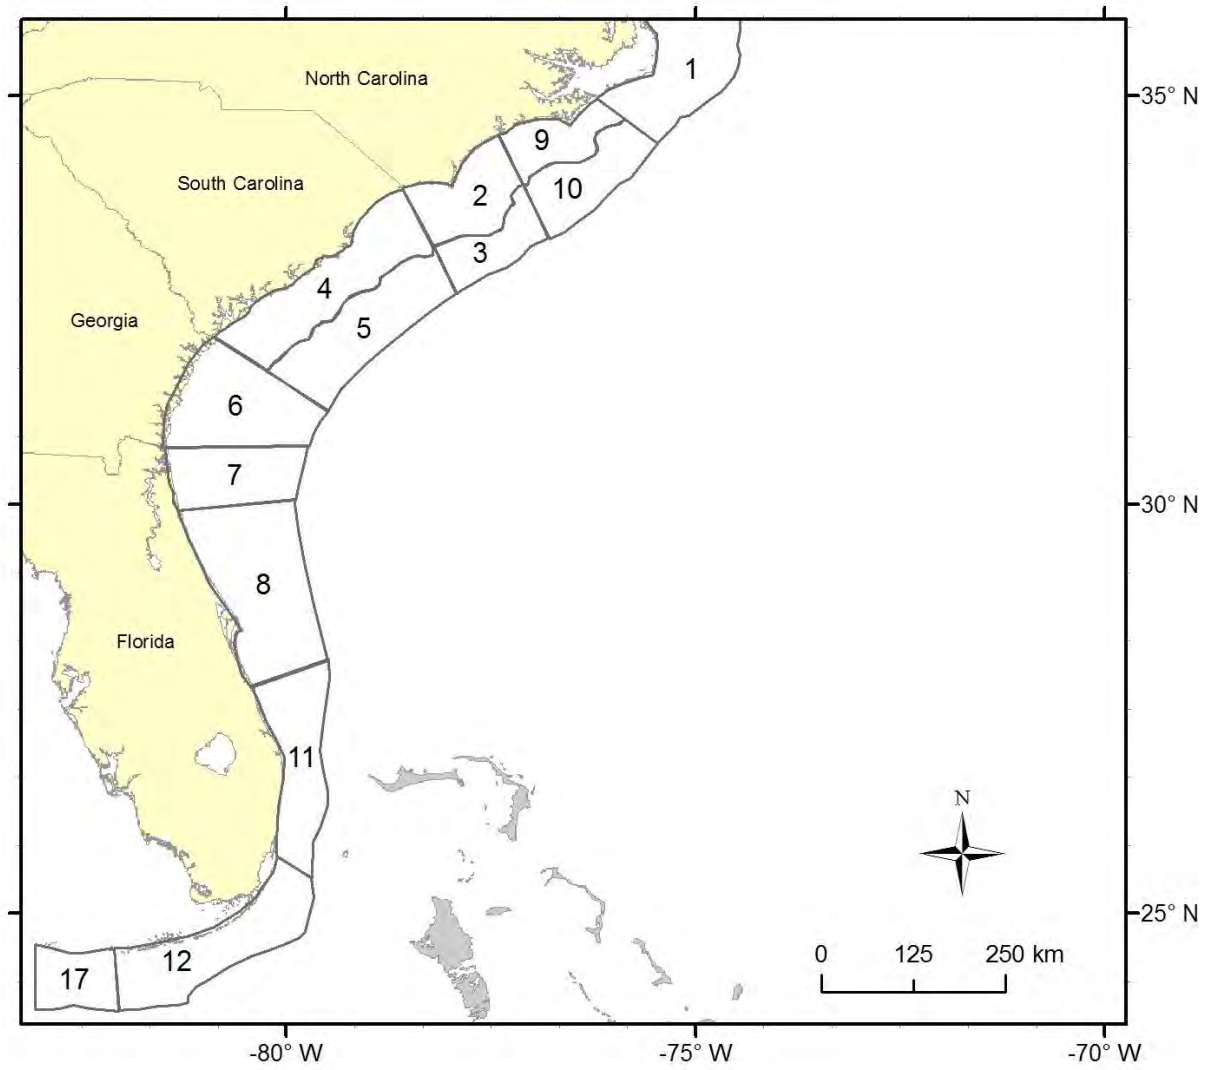 1
North Carolina
35° N
9
South Carolina
2
10
3
4
Georgia
5
6
7
30° N
8
Florida
11
N
25° N
12
0 125 250 km
17
-80° W -75° W -70° W